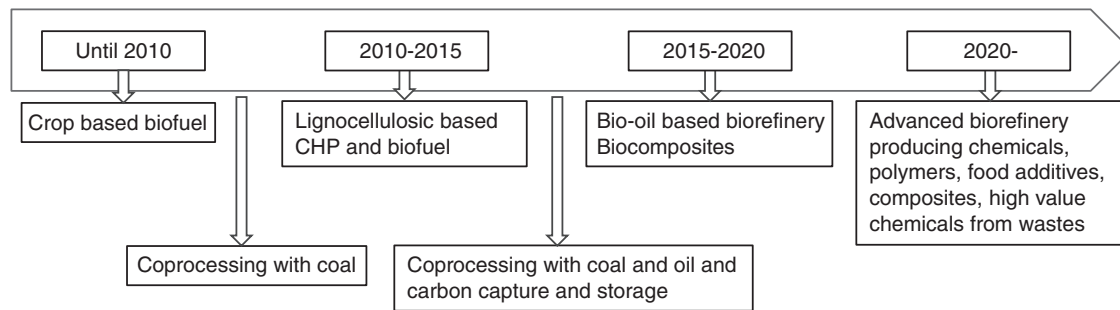 Until 2010
2010-2015
2015-2020
2020-
Crop based biofuel
Lignocellulosic based
CHP and biofuel
Bio-oil based biorefinery
Biocomposites
Advanced biorefinery
producing chemicals,
polymers, food additives,
composites, high value
chemicals from wastes
Coprocessing with coal
Coprocessing with coal and oil and
carbon capture and storage